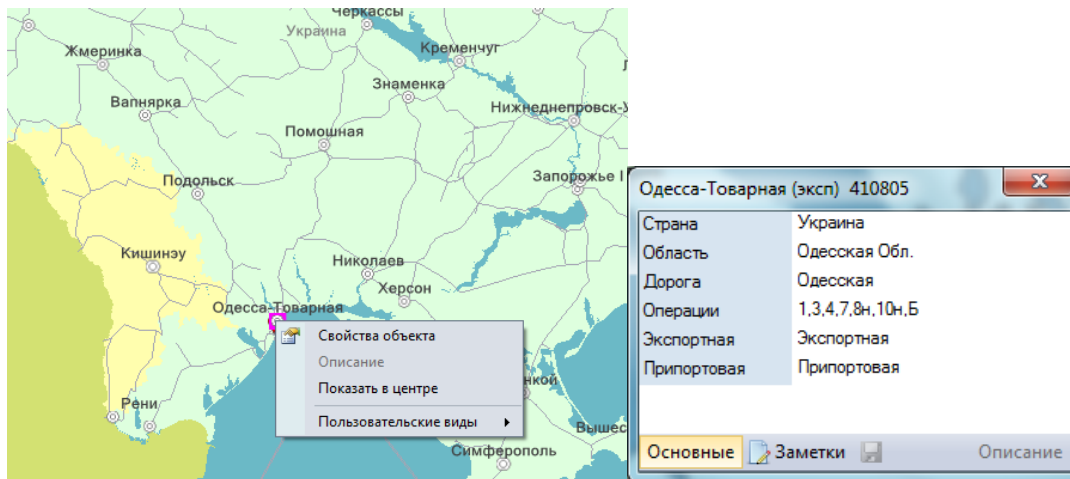 Черкассы
Украина
Жмеринка
Кременчуг
Знаменка
Вапнярка
Нижнеднепровск-У
Помошная
Подольск
Запорожье I
Кишинэу
Николаев
Херсон
Одесса-Товарная
Свойства объекта
Описание
Показать в центре
Пользовательские виды
нкой
Рени
Вышес
Симферополь
Одесса-Товарная (эксп) 410805
Страна Украина
Область Одесская Обл.
Дорога Одесская
Операции 1,3,4,7,8н,10н,Б
Экспортная Экспортная
Припортовая Припортовая
Основные Заметки Описание